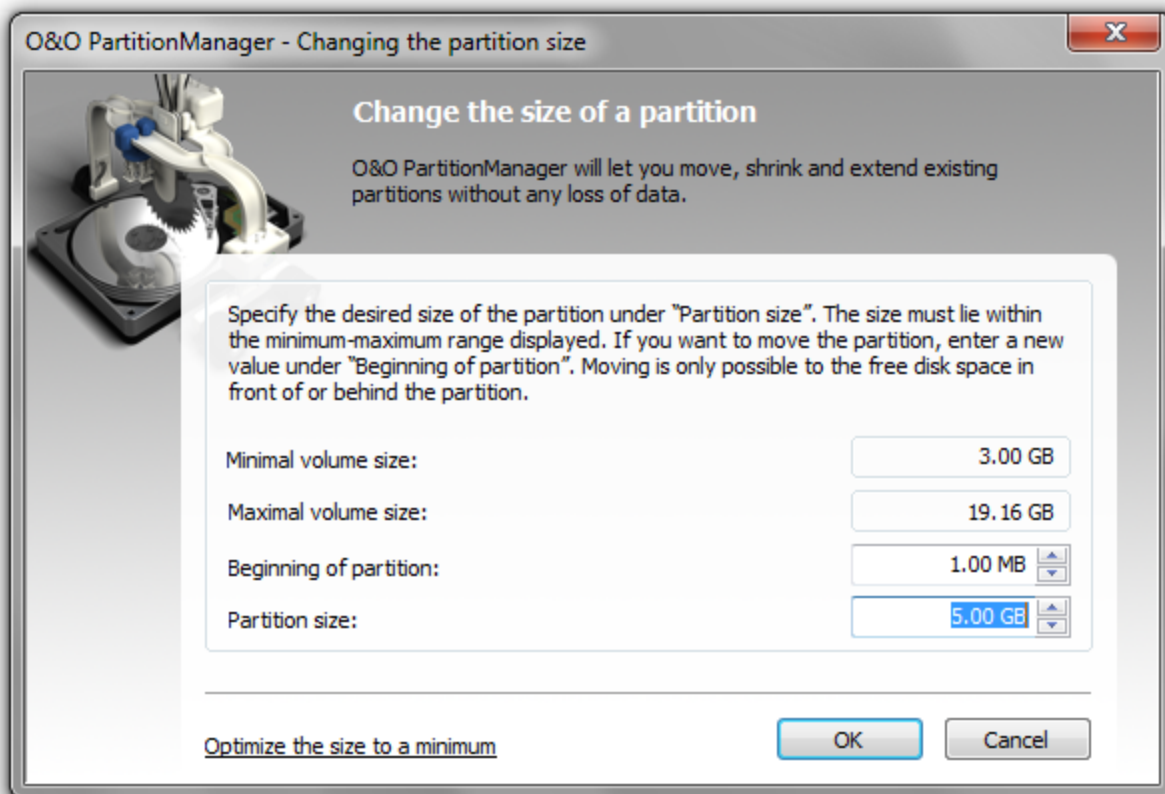 O&O PartitionManager - Changing the partition size
Change the size of a partition
O&O PartitionManager will let you move, shrink and extend existing
partitions without any loss of data.
Specify the desired size of the partition under "Partition size". The size must lie within
the minimum-maximum range displayed. If you want to move the partition, enter a new
value under "Beginning of partition". Moving is only possible to the free disk space in
front of or behind the partition.
Minimal volume size: 3.00 GB
Maximal volume size: 19.16 GB
Beginning of partition: 1.00 MB
Partition size: 5.00 GB
Optimize the size to a minimum OK Cancel